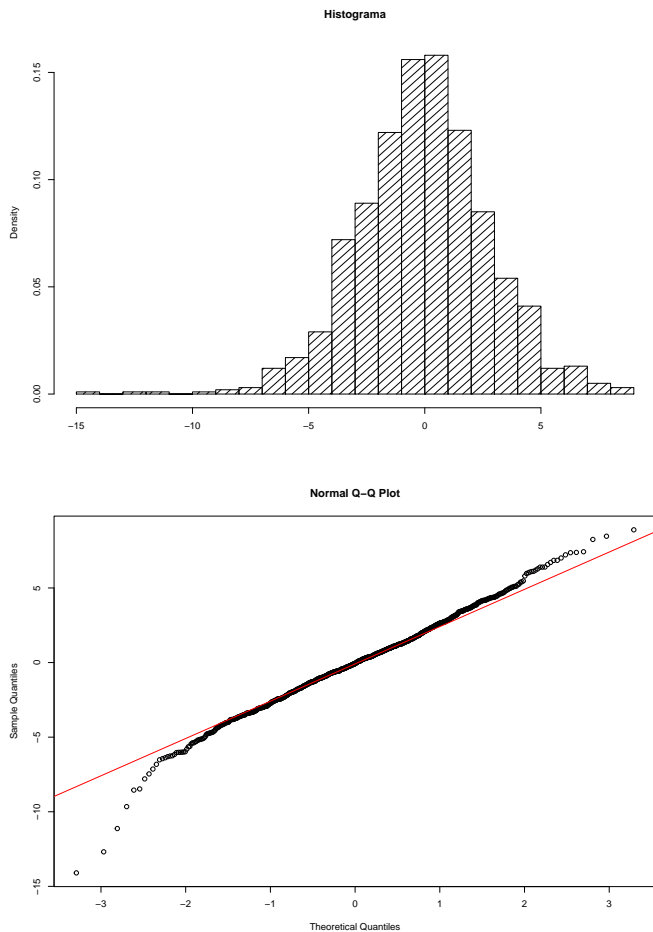 Histograma
Density
0.15
0.10
0.05
0.00
−15 −10 −5 0 5
Normal Q−Q Plot
Sample Quantiles
5
0
−5
−10
−15
−3 −2 −1 0 1 2 3
Theoretical Quantiles